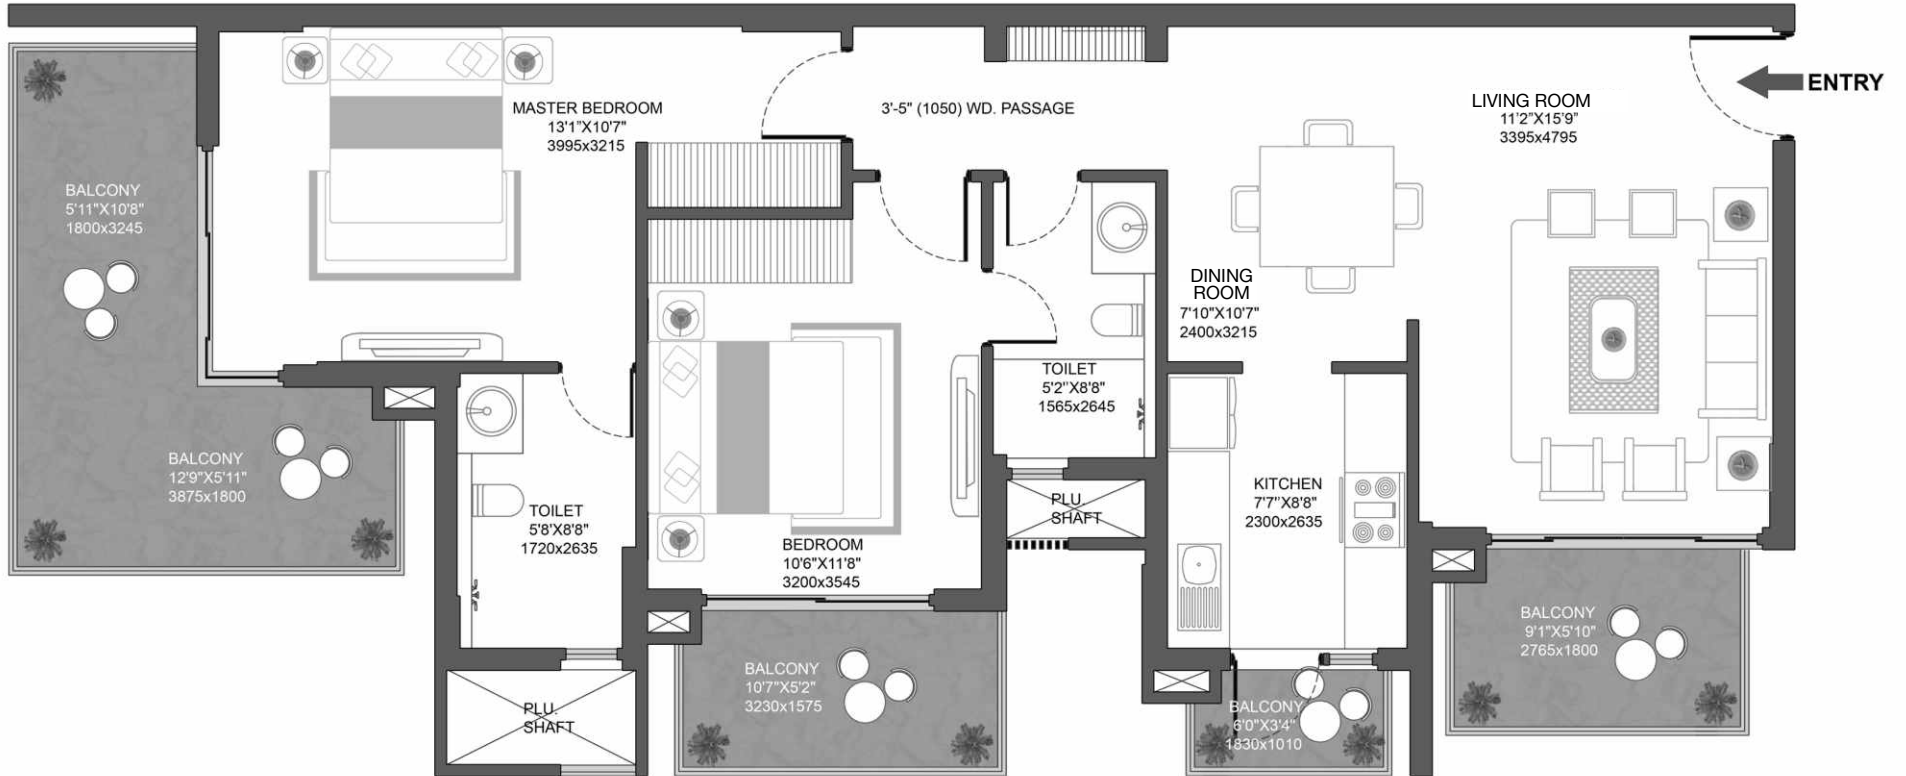 ENTRY
LIVING ROOM
11'2"X15'9"
3395x4795
MASTER BEDROOM
13'1"X10'7"
3995x3215
3'-5" (1050) WD. PASSAGE
BALCONY
5'11"X10'8"
1800x3245
DINING
ROOM
7'10"X10'7"
2400x3215
TOILET
5'2"X8'8"
1565x2645
BALCONY
12'9"X5'11"
3875x1800
KITCHEN
7'7"X8'8"
2300x2635
PLU
SHAFT
TOILET
5'8"X8'8"
1720x2635
BEDROOM
10'6"X11'8"
3200x3545
BALCONY
9'1"X5'10"
2765x1800
BALCONY
10'7"X5'2"
3230x1575
PLU.
SHAFT
BALCONY
6'0"X3'4"
1830x1010